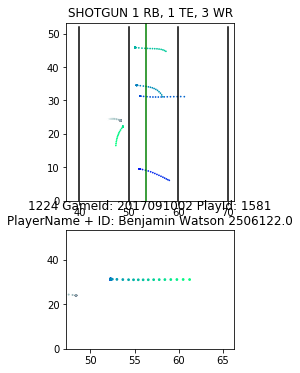 SHOTGUN 1 RB, 1 TE, 3 WR
50
40
30
20
10
0
40 50 60 70
1224 GameId: 2017091002 PlayId: 1581
PlayerName + ID: Benjamin Watson 2506122.0
40
20
0
50 55 60 65